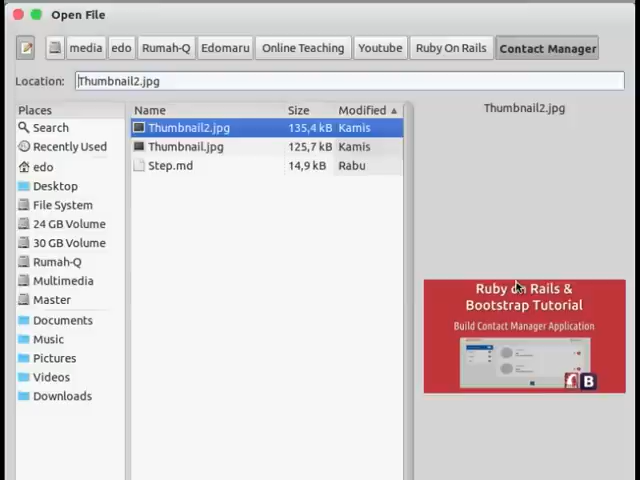 Open File
media edo Rumah-Q Edomaru Online Teaching Youtube Ruby On Rails Contact Manager
Location: Thumbnail2.jpg
Places Name Size Modified
Thumbnail2.jpg
Search Thumbnail2.jpg 135,4 kB Kamis
Recently Used Thumbnail.jpg 125,7 kB Kamis
edo Step.md 14,9 kB Rabu
Desktop
File System
24 GB Volume
30 GB Volume
Rumah-Q
Multimedia
Master
Documents
Music
Pictures
Videos
Downloads
Ruby on Rails &
Bootstrap Tutorial
Build Contact Manager Application
B